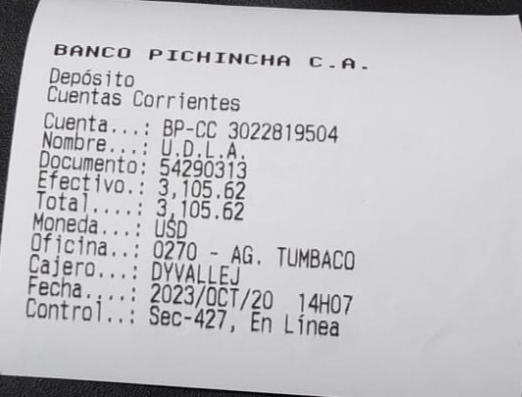 BANCO PICHINCHA C.A.
Depósito
Cuentas Corrientes
Cuenta...: BP-CC 3022819504
Nombre...: U.D.L.A.
Documento: 54290313
Efectivo.: 3,105.62
Total....: 3,105.62
Moneda...: USD
Oficina..: 0270 - AG. TUMBACO
Cajero...: DYVALLEJ
Fecha....: 2023/OCT/20 14H07
Control..: Sec-427, En Línea